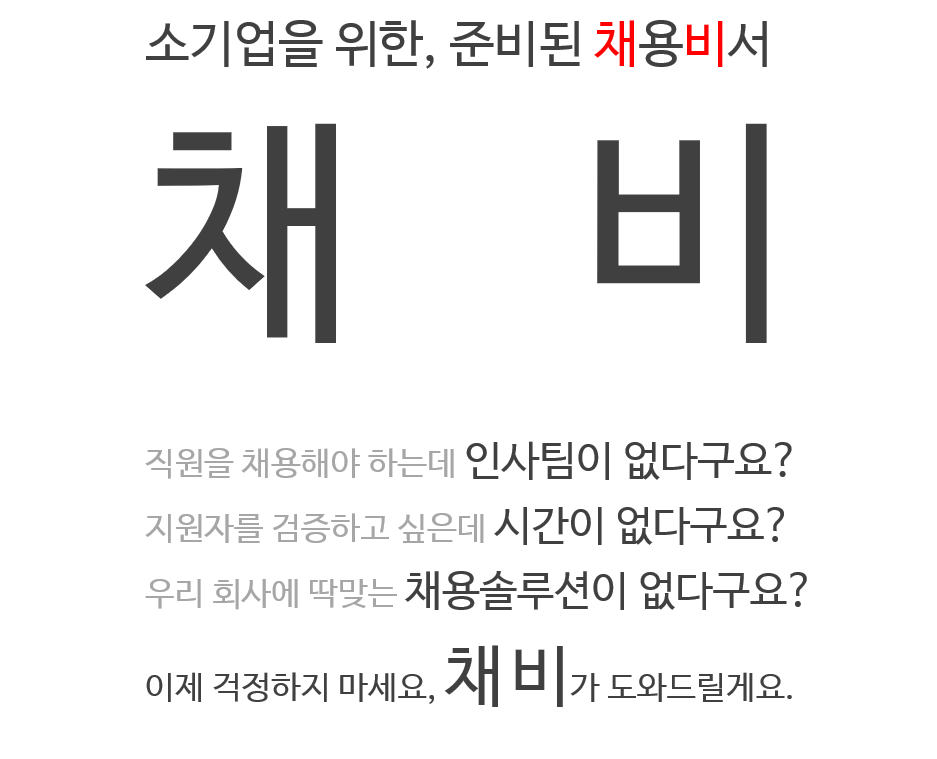 소기업을 위한, 준비된 채용비서
채 비
직원을 채용해야 하는데 인사팀이 없다구요?
지원자를 검증하고 싶은데 시간이 없다구요?
우리 회사에 딱맞는 채용솔루션이 없다구요?
이제 걱정하지 마세요, 채비가 도와드릴게요.